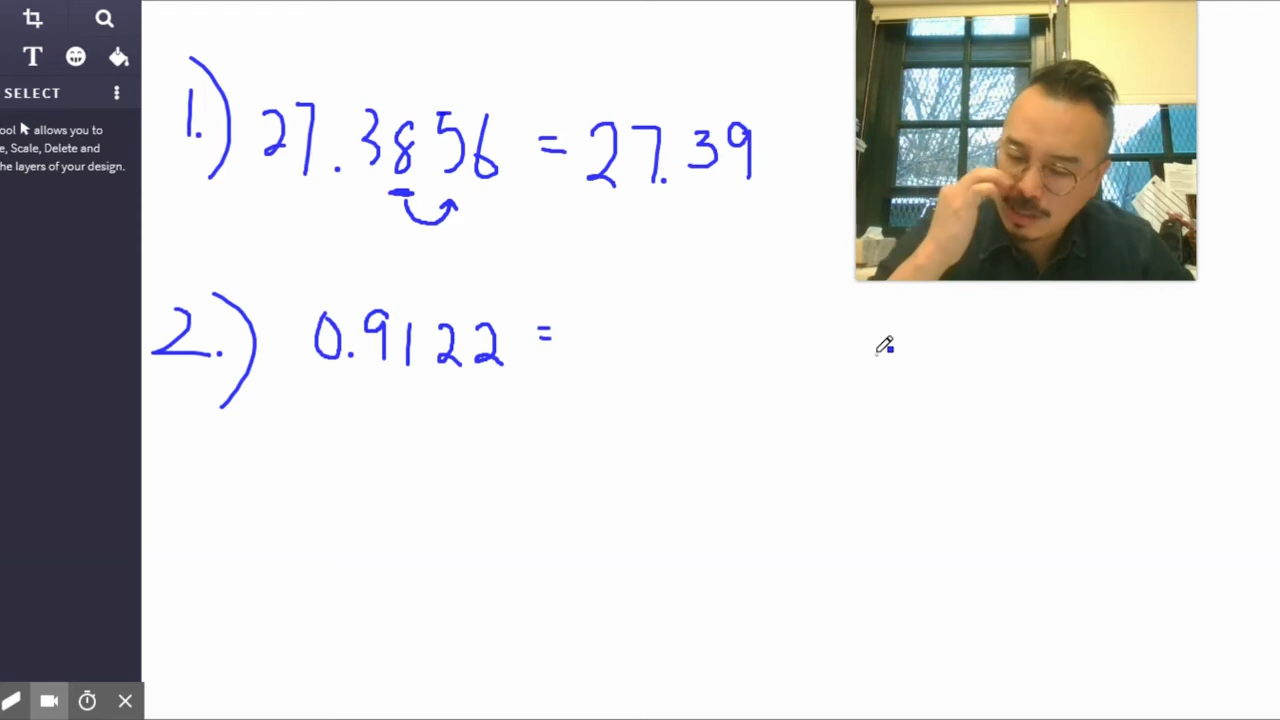 T
SELECT
ool allows you to
e, Scale, Delete and
the layers of your design.
1.) 27.3856 = 27.39
2.) 0.9122 =